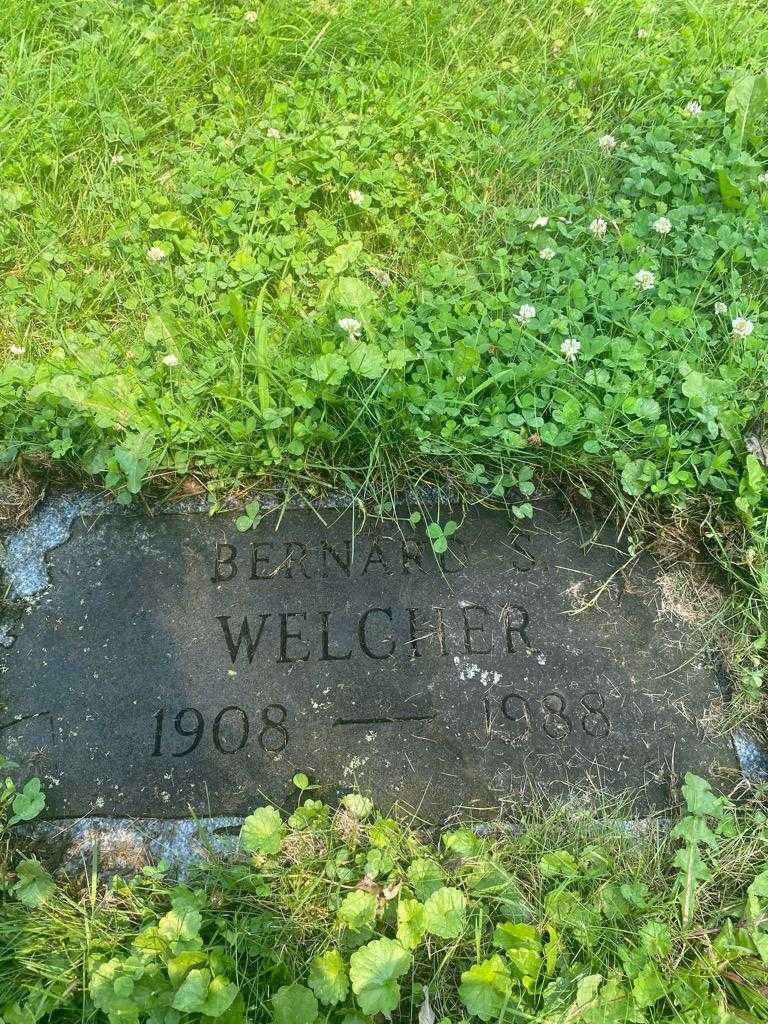 BERNARD S.
WELCHER
1908 — 1988